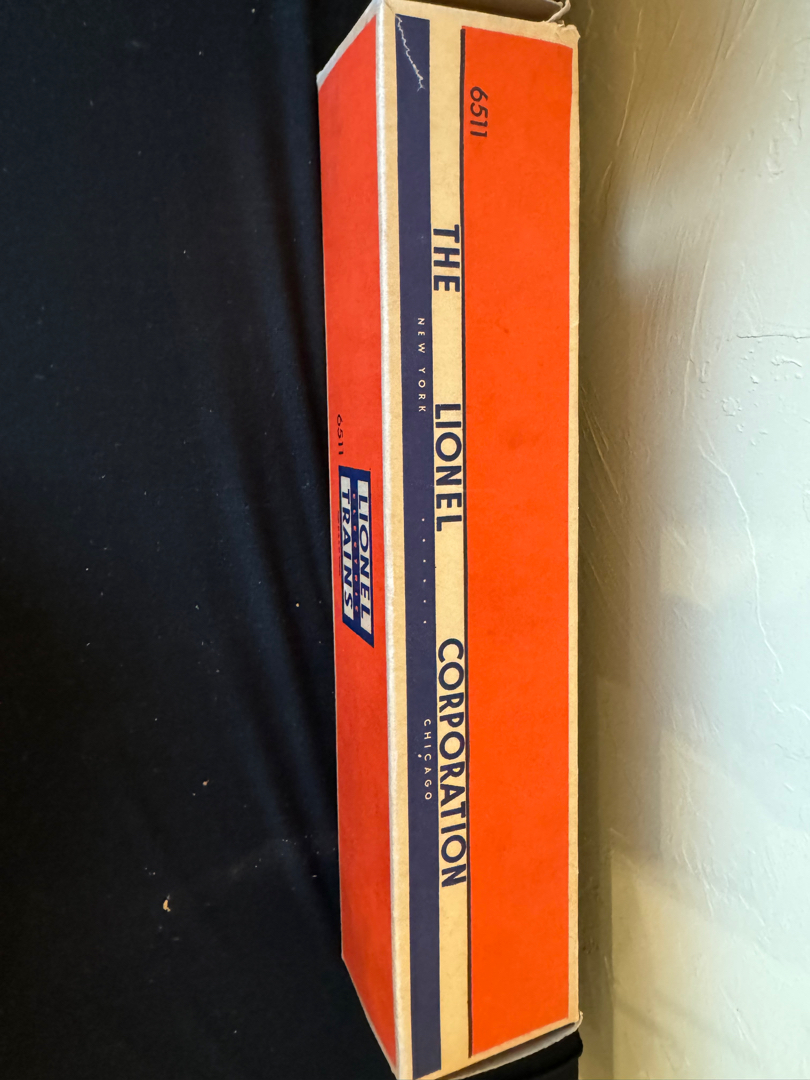 6511
THE LIONEL CORPORATION
NEW YORK · · · · · · CHICAGO
6511
LIONEL
TRAINS